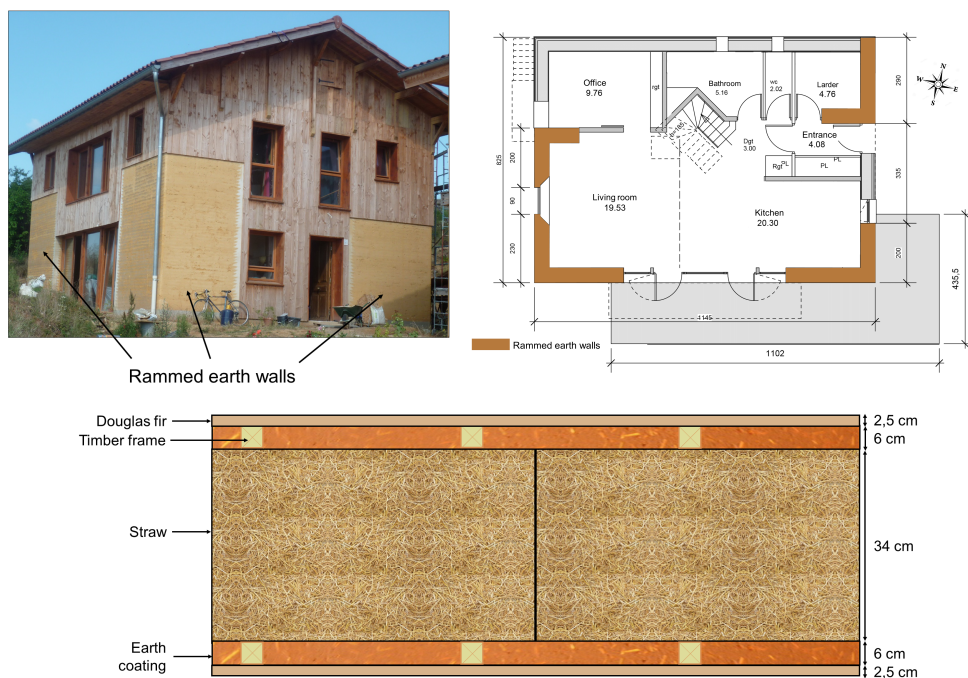 Rammed earth walls
Office
9.76
rgt
Bathroom
5.16
wc
2.02
Larder
4.76
N
W
E
S
Entrance
4.08
Dgt
3.00
Rgt
PL
PL
PL
Living room
19.53
Kitchen
20.30
825
200
90
230
290
335
200
435,5
1145
1102
Rammed earth walls
Douglas fir
Timber frame
Straw
Earth
coating
2,5 cm
6 cm
34 cm
6 cm
2,5 cm